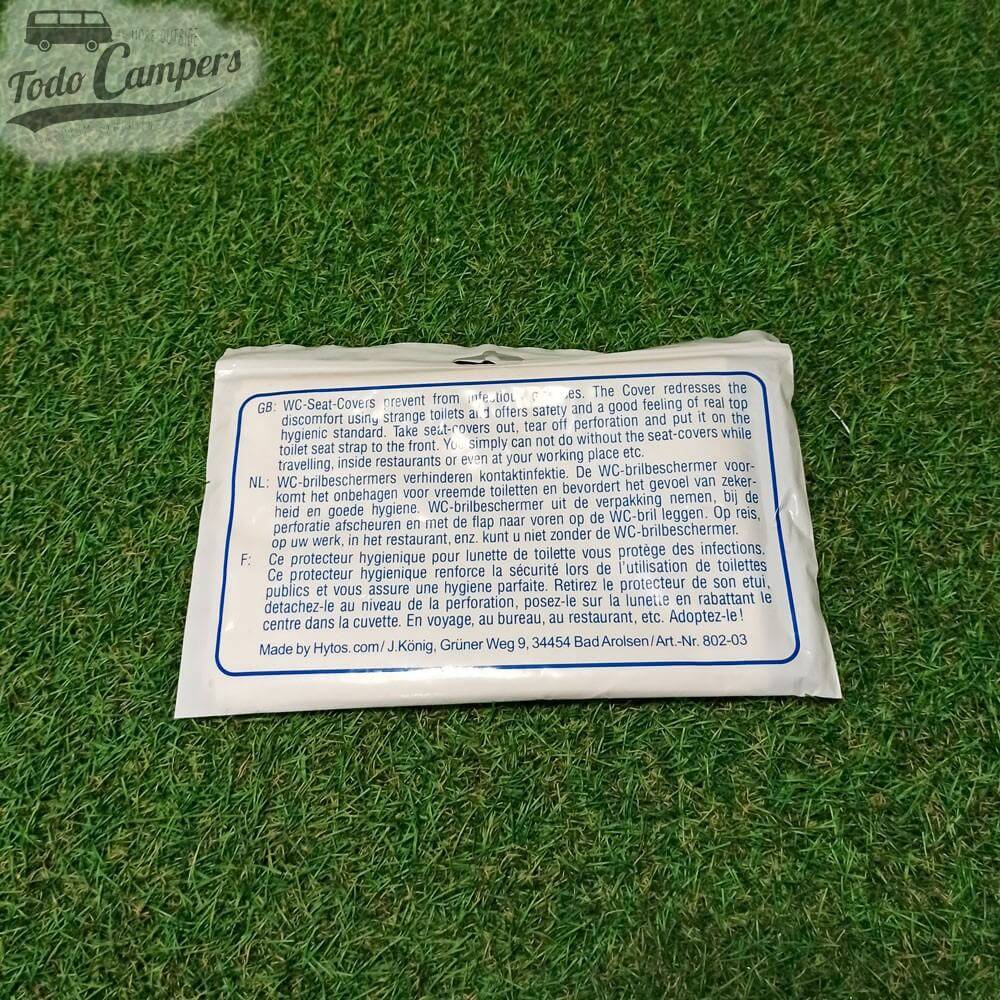 MORE OUTSIDE
Todo Campers
GB: WC-Seat-Covers prevent from infectious. The Cover redresses the
discomfort using strange toilets and offers safety and a good feeling of real top
hygienic standard. Take seat-covers out, tear off perforation and put it on the
toilet seat strap to the front. You simply can not do without the seat-covers while
travelling, inside restaurants or even at your working place etc.
NL: WC-brilbeschermers verhinderen kontaktinfektie. De WC-brilbeschermer voor-
komt het onbehagen voor vreemde toiletten en bevordert het gevoel van zeker-
heid en goede hygiene. WC-brilbeschermer uit de verpakking nemen, bij de
perforatie afscheuren en met de flap naar voren op de WC-bril leggen. Op reis,
op uw werk, in het restaurant, enz. kunt u niet zonder de WC-brilbeschermer.
F: Ce protecteur hygienique pour lunette de toilette vous protège des infections.
Ce protecteur hygienique renforce la sécurité lors de l'utilisation de toilettes
publics et vous assure une hygiene parfaite. Retirez le protecteur de son etui,
detachez-le au niveau de la perforation, posez-le sur la lunette en rabattant le
centre dans la cuvette. En voyage, au bureau, au restaurant, etc. Adoptez-le!
Made by Hytos.com/J.König, Grüner Weg 9, 34454 Bad Arolsen/Art.-Nr. 802-03